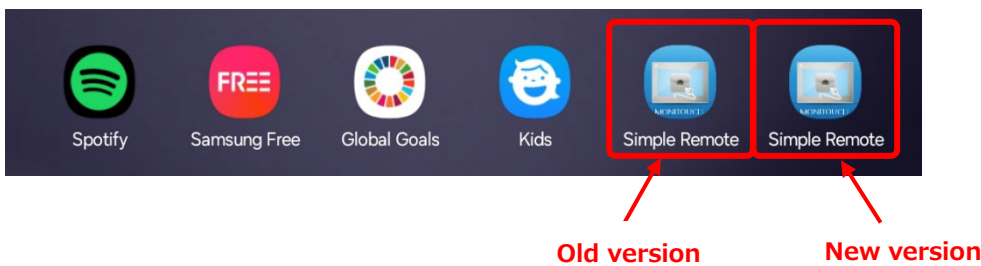 FREE
MONITOUCH
MONITOUCH
Spotify
Samsung Free
Global Goals
Kids
Simple Remote
Simple Remote
Old version
New version